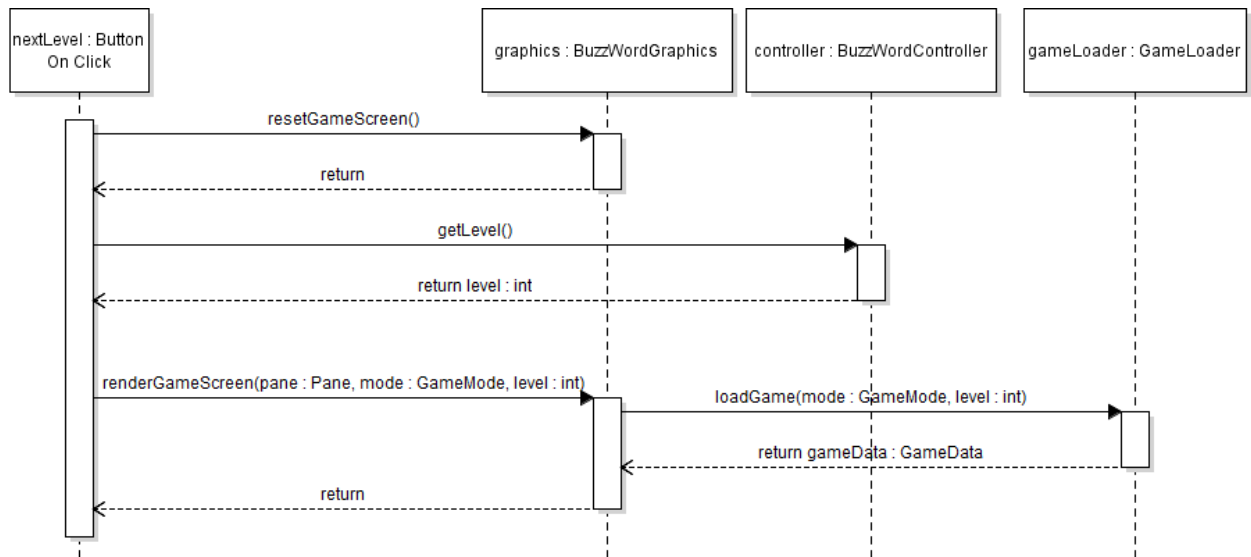 nextLevel : Button
On Click
graphics : BuzzWordGraphics
controller : BuzzWordController
gameLoader : GameLoader
resetGameScreen()
return
getLevel()
return level : int
renderGameScreen(pane : Pane, mode : GameMode, level : int)
loadGame(mode : GameMode, level : int)
return gameData : GameData
return